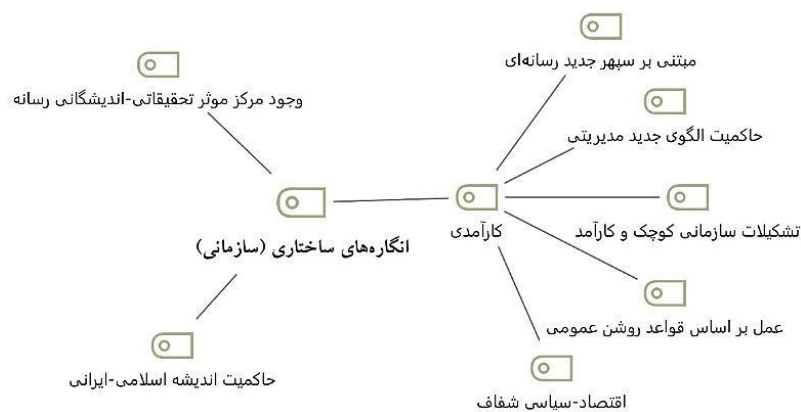 مبتنی بر سپهر جدید رسانه‌ای
وجود مرکز موثر تحقیقاتی-اندیشگانی رسانه
حاکمیت الگوی جدید مدیریتی
تشکیلات سازمانی کوچک و کارآمد
کارآمدی
انگاره‌های ساختاری (سازمانی)
عمل بر اساس قواعد روشن عمومی
حاکمیت اندیشه اسلامی-ایرانی
اقتصاد-سیاسی شفاف